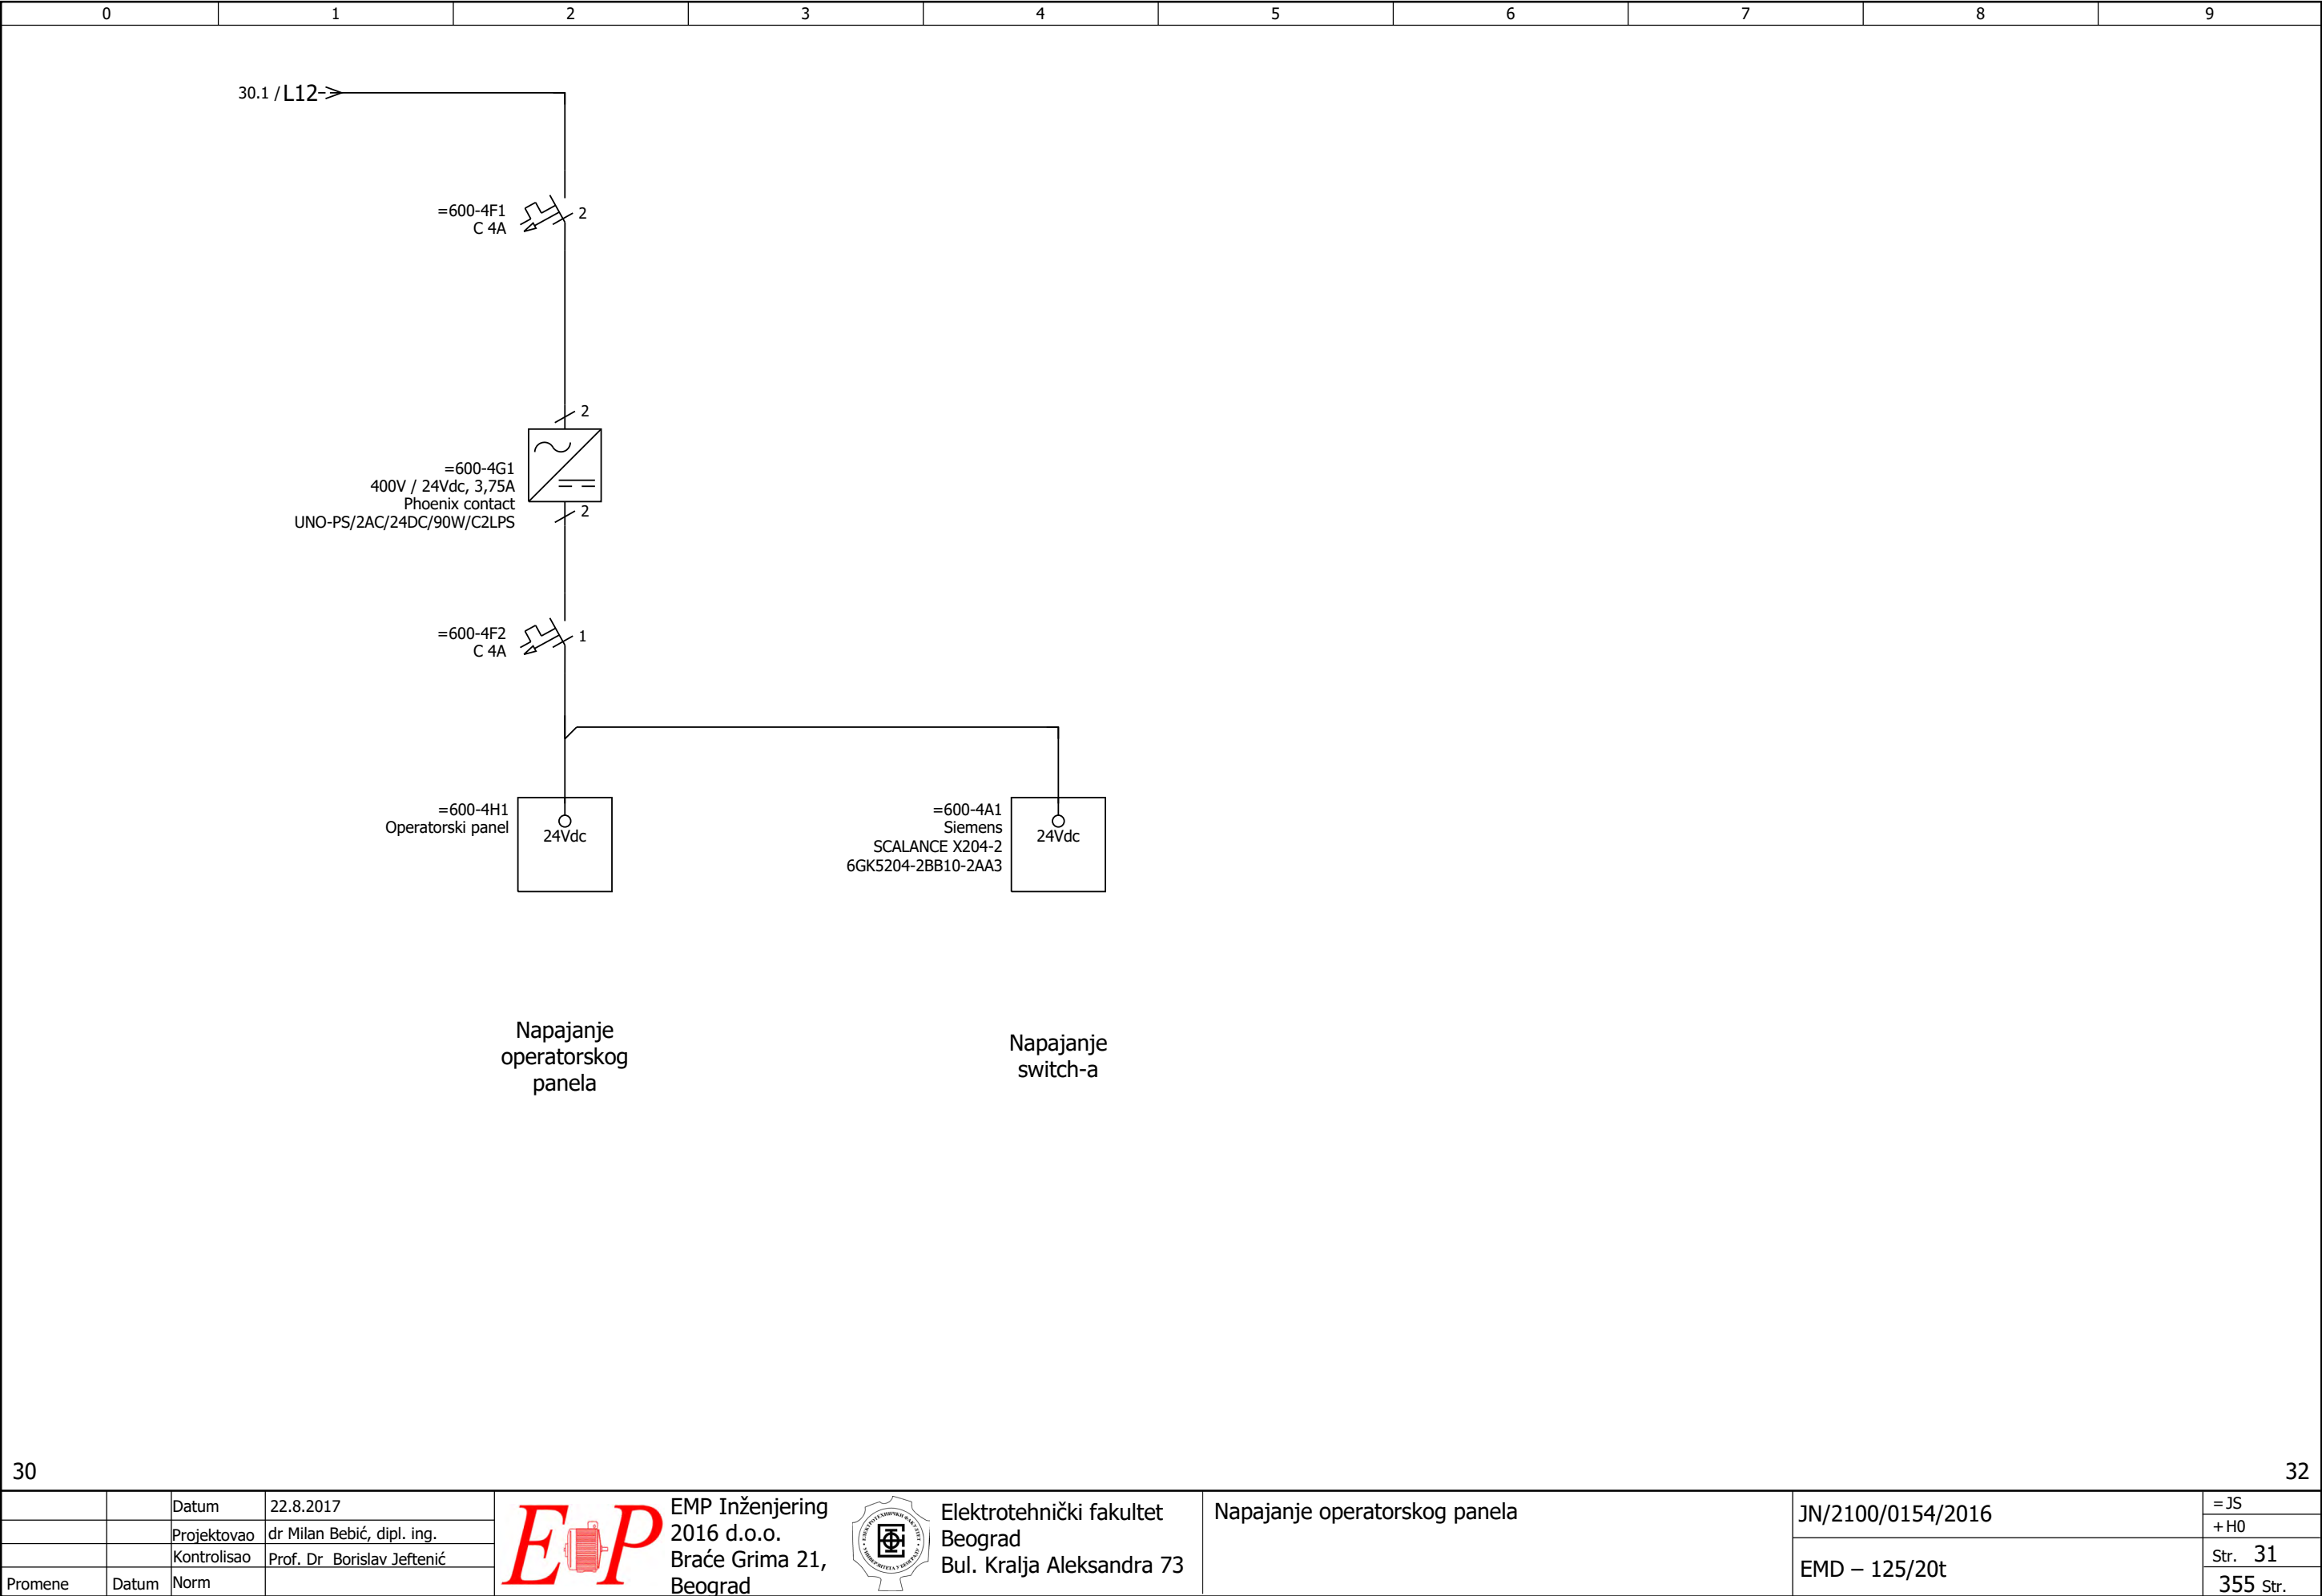 0 1 2 3 4 5 6 7 8 9
30.1 / L12
=600-4F1
C 4A
2
2
=600-4G1
400V / 24Vdc, 3,75A
Phoenix contact
UNO-PS/2AC/24DC/90W/C2LPS
2
=600-4F2
C 4A
1
=600-4H1
Operatorski panel
24Vdc
=600-4A1
Siemens
SCALANCE X204-2
6GK5204-2BB10-2AA3
24Vdc
Napajanje
operatorskog
panela
Napajanje
switch-a
30
32
Datum 22.8.2017
Projektovao dr Milan Bebić, dipl. ing.
Kontrolisao Prof. Dr Borislav Jeftenić
Promene Datum Norm
EP
EMP Inženjering
2016 d.o.o.
Braće Grima 21,
Beograd
Elektrotehnički fakultet
Beograd
Bul. Kralja Aleksandra 73
Napajanje operatorskog panela
JN/2100/0154/2016
EMD – 125/20t
= JS
+ H0
Str. 31
355 Str.